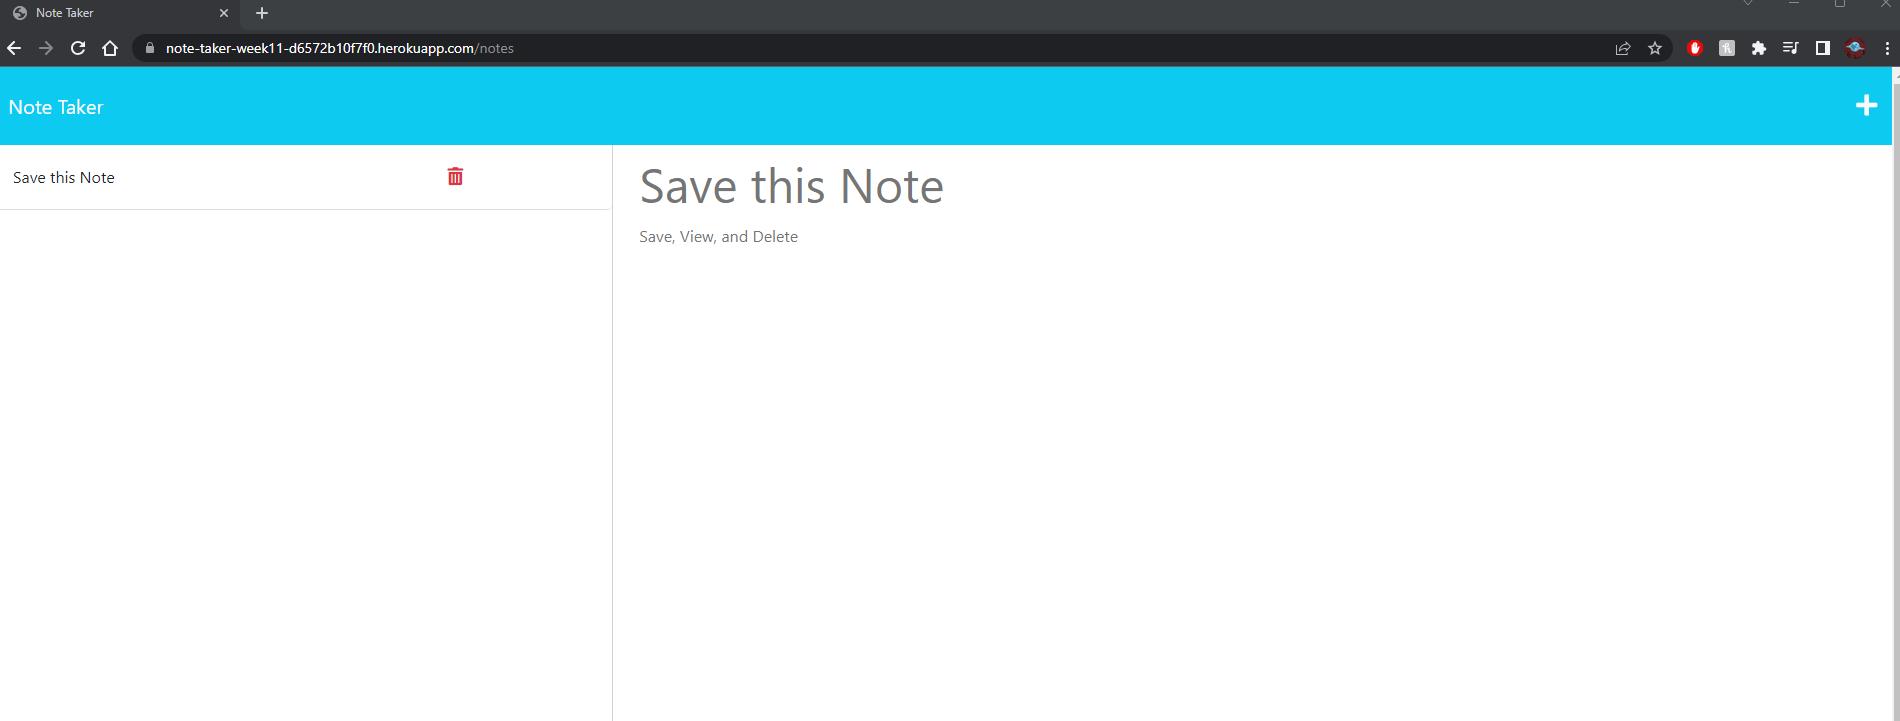 Note Taker
note-taker-week11-d6572b10f7f0.herokuapp.com/notes
Note Taker
Save this Note
Save this Note
Save, View, and Delete